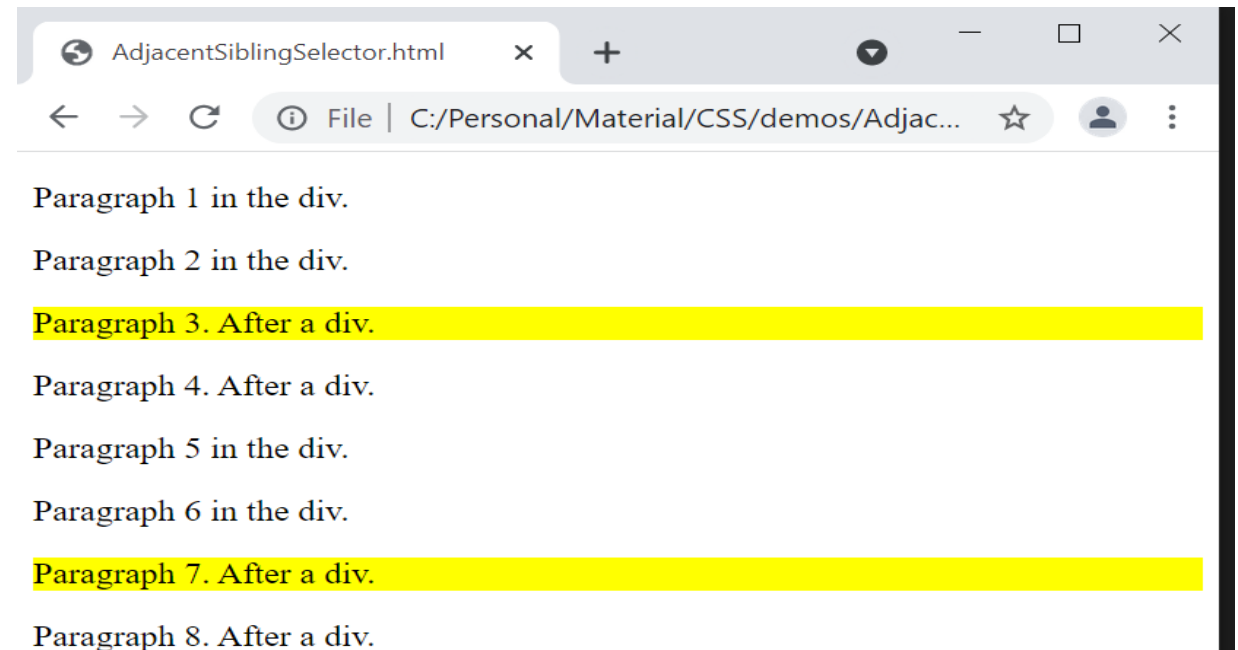 AdjacentSiblingSelector.html
File | C:/Personal/Material/CSS/demos/Adjac...
Paragraph 1 in the div.
Paragraph 2 in the div.
Paragraph 3. After a div.
Paragraph 4. After a div.
Paragraph 5 in the div.
Paragraph 6 in the div.
Paragraph 7. After a div.
Paragraph 8. After a div.